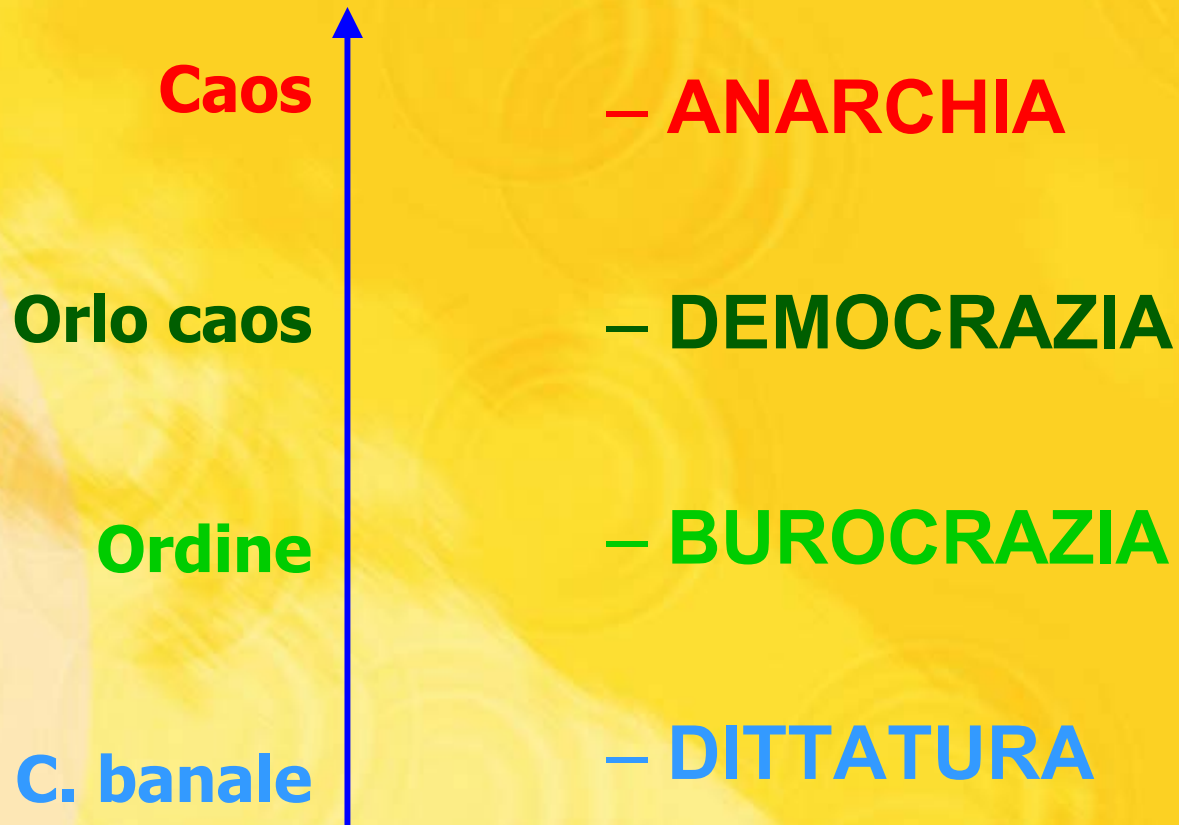 Caos
– ANARCHIA
Orlo caos
– DEMOCRAZIA
Ordine
– BUROCRAZIA
C. banale
– DITTATURA